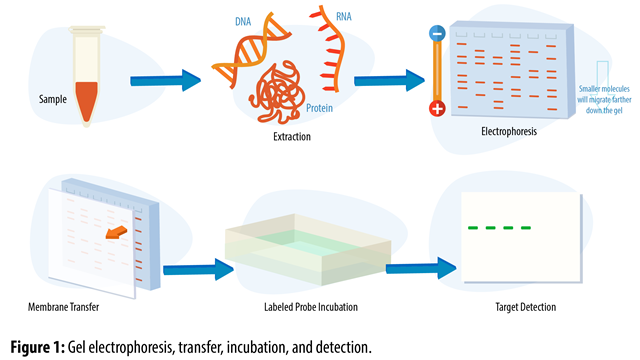 DNA
RNA
Sample
Protein
Extraction
Electrophoresis
Smaller molecules
will migrate farther
down the gel
Membrane Transfer
Labeled Probe Incubation
Target Detection
Figure 1: Gel electrophoresis, transfer, incubation, and detection.